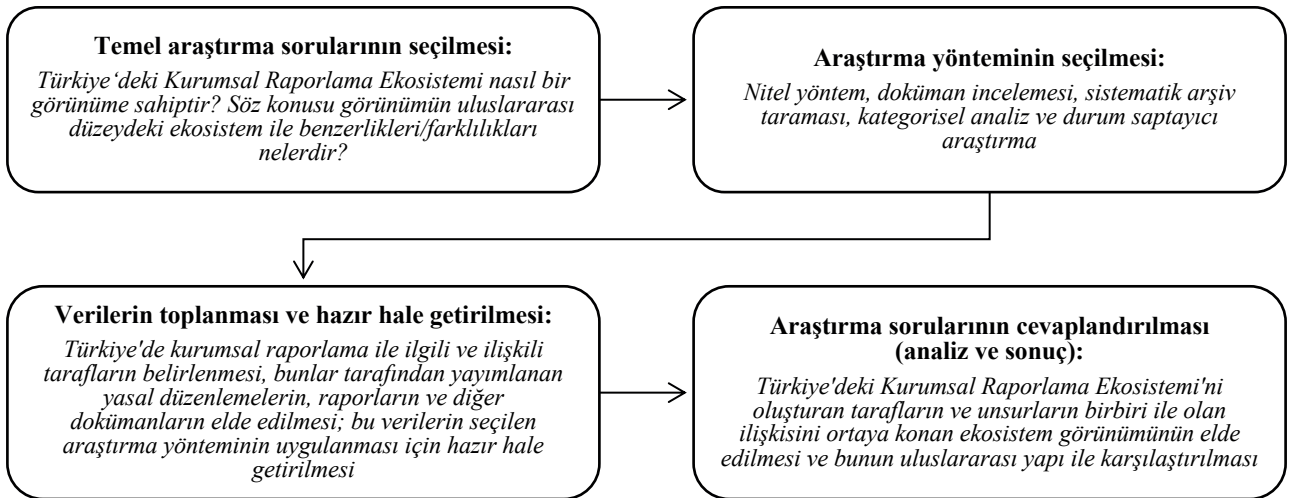 Temel araştırma sorularının seçilmesi:
Türkiye‘deki Kurumsal Raporlama Ekosistemi nasıl bir
görünüme sahiptir? Söz konusu görünümün uluslararası
düzeydeki ekosistem ile benzerlikleri/farklılıkları
nelerdir?
Araştırma yönteminin seçilmesi:
Nitel yöntem, doküman incelemesi, sistematik arşiv
taraması, kategorisel analiz ve durum saptayıcı
araştırma
Verilerin toplanması ve hazır hale getirilmesi:
Türkiye'de kurumsal raporlama ile ilgili ve ilişkili
tarafların belirlenmesi, bunlar tarafından yayımlanan
yasal düzenlemelerin, raporların ve diğer
dokümanların elde edilmesi; bu verilerin seçilen
araştırma yönteminin uygulanması için hazır hale
getirilmesi
Araştırma sorularının cevaplandırılması
(analiz ve sonuç):
Türkiye'deki Kurumsal Raporlama Ekosistemi'ni
oluşturan tarafların ve unsurların birbiri ile olan
ilişkisini ortaya konan ekosistem görünümünün elde
edilmesi ve bunun uluslararası yapı ile karşılaştırılması